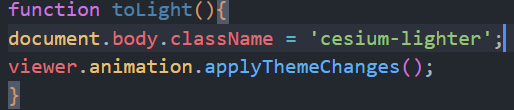 function toLight(){
document.body.className = 'cesium-lighter';
viewer.animation.applyThemeChanges();
}